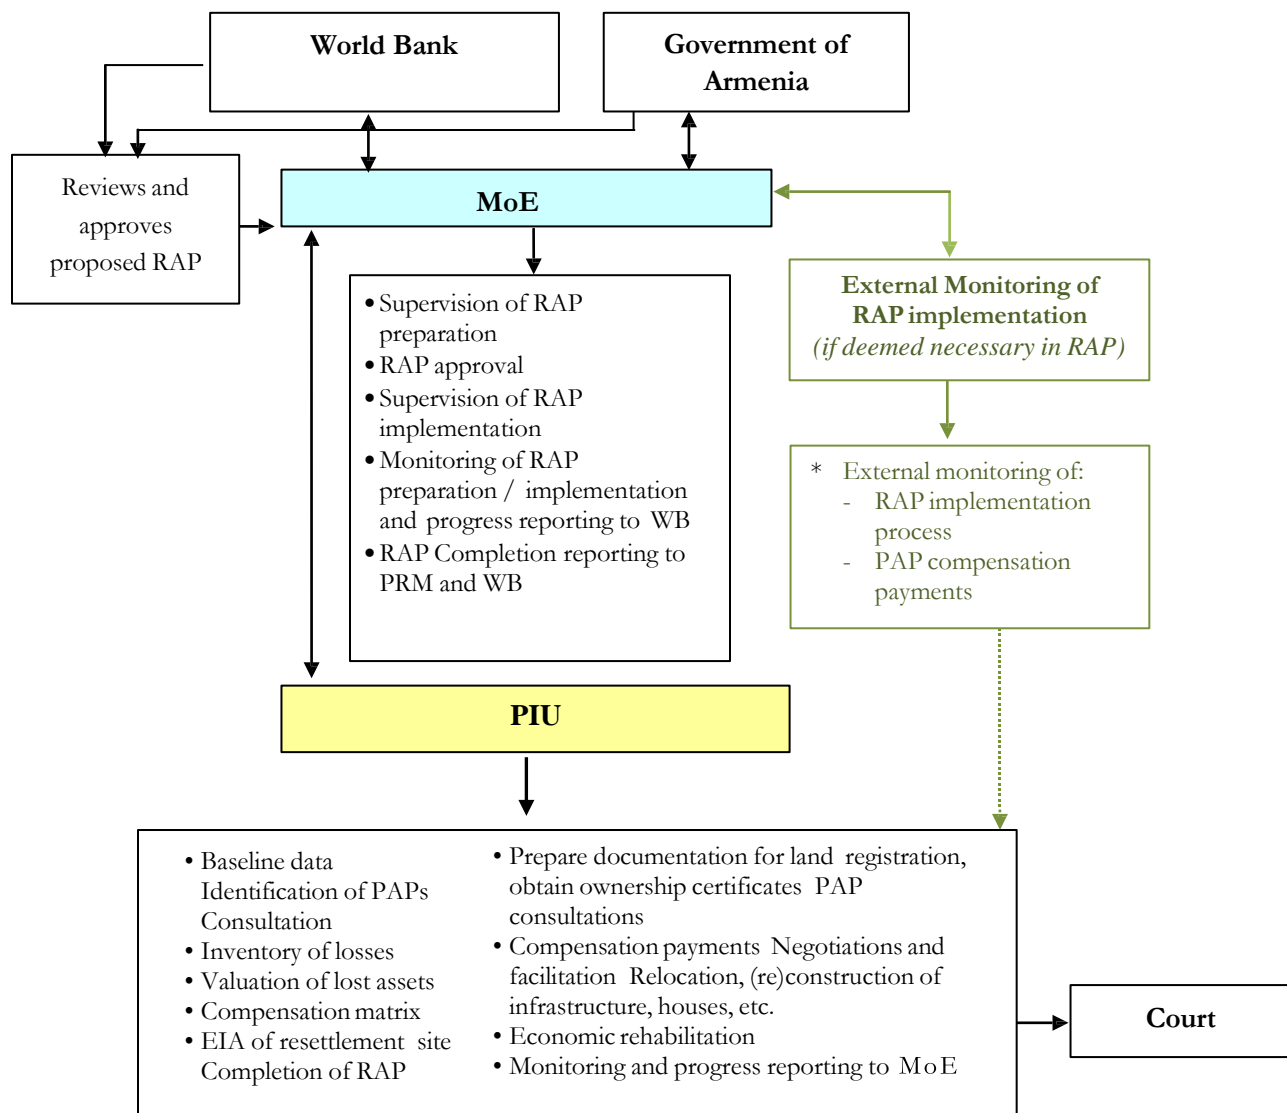 World Bank
Government of
Armenia
Reviews and
approves
proposed RAP
MoE
• Supervision of RAP
preparation
• RAP approval
• Supervision of RAP
implementation
• Monitoring of RAP
preparation / implementation
and progress reporting to WB
• RAP Completion reporting to
PRM and WB
External Monitoring of
RAP implementation
(if deemed necessary in RAP)
* External monitoring of:
- RAP implementation
process
- PAP compensation
payments
PIU
• Baseline data
Identification of PAPs
Consultation
• Inventory of losses
• Valuation of lost assets
• Compensation matrix
• EIA of resettlement site
Completion of RAP
• Prepare documentation for land registration,
obtain ownership certificates PAP
consultations
• Compensation payments Negotiations and
facilitation Relocation, (re)construction of
infrastructure, houses, etc.
• Economic rehabilitation
• Monitoring and progress reporting to MoE
Court